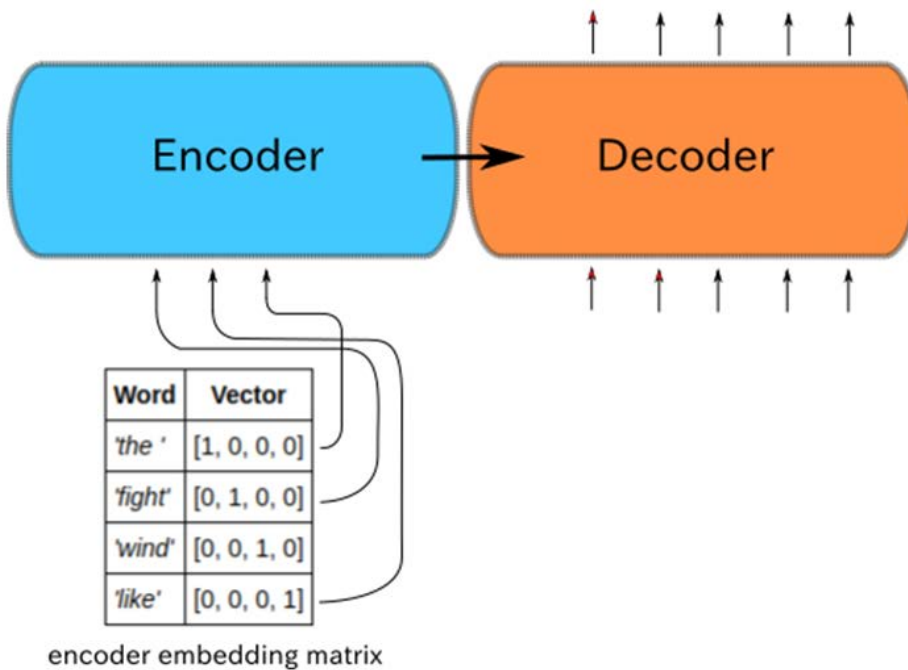 Encoder
Decoder
Word Vector
'the ' [1, 0, 0, 0]
'fight' [0, 1, 0, 0]
'wind' [0, 0, 1, 0]
'like' [0, 0, 0, 1]
encoder embedding matrix